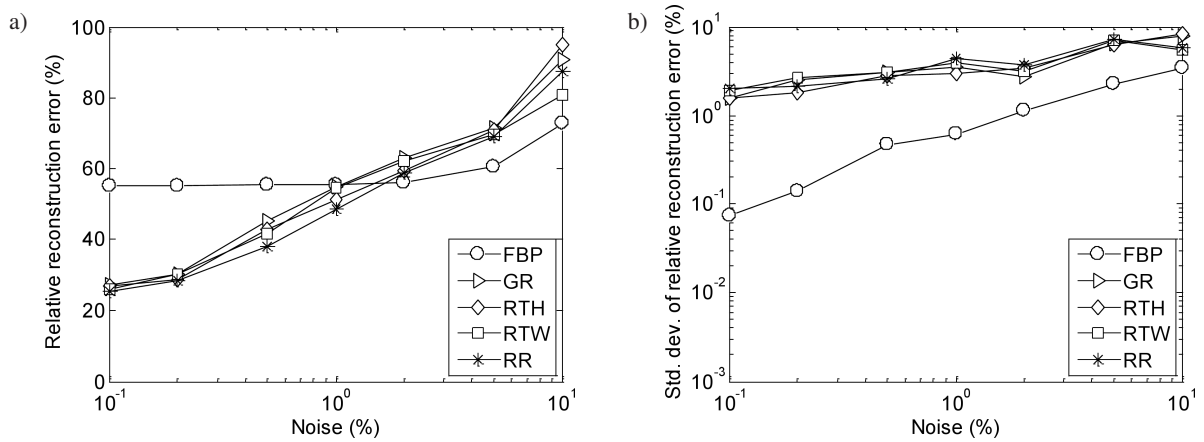 a)
Relative reconstruction error (%)
100
80
60
40
20
0
10-1
100
101
Noise (%)
FBP
GR
RTH
RTW
RR
b)
Std. dev. of relative reconstruction error (%)
101
100
10-1
10-2
10-3
10-1
100
101
Noise (%)
FBP
GR
RTH
RTW
RR